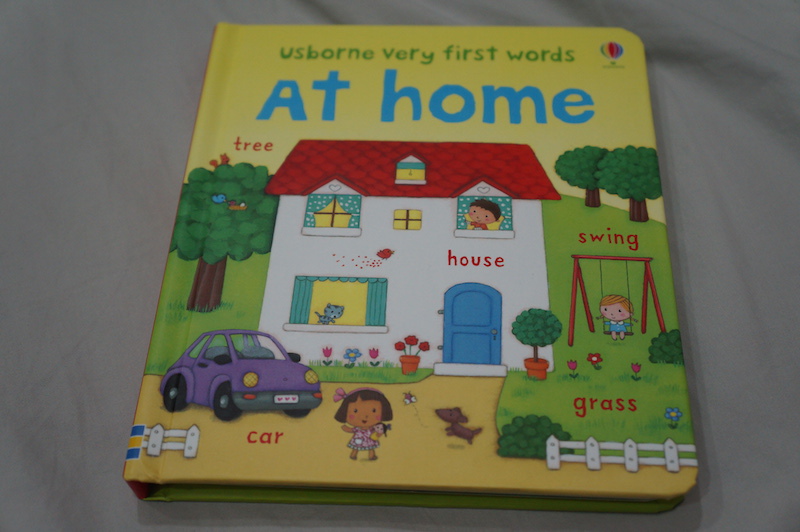 usborne very first words
At home
tree
swing
house
grass
car